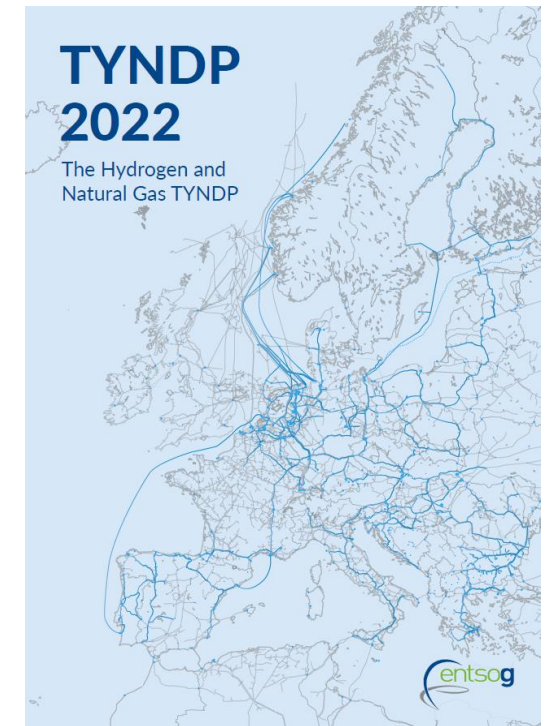 TYNDP
2022
The Hydrogen and
Natural Gas TYNDP
entsog